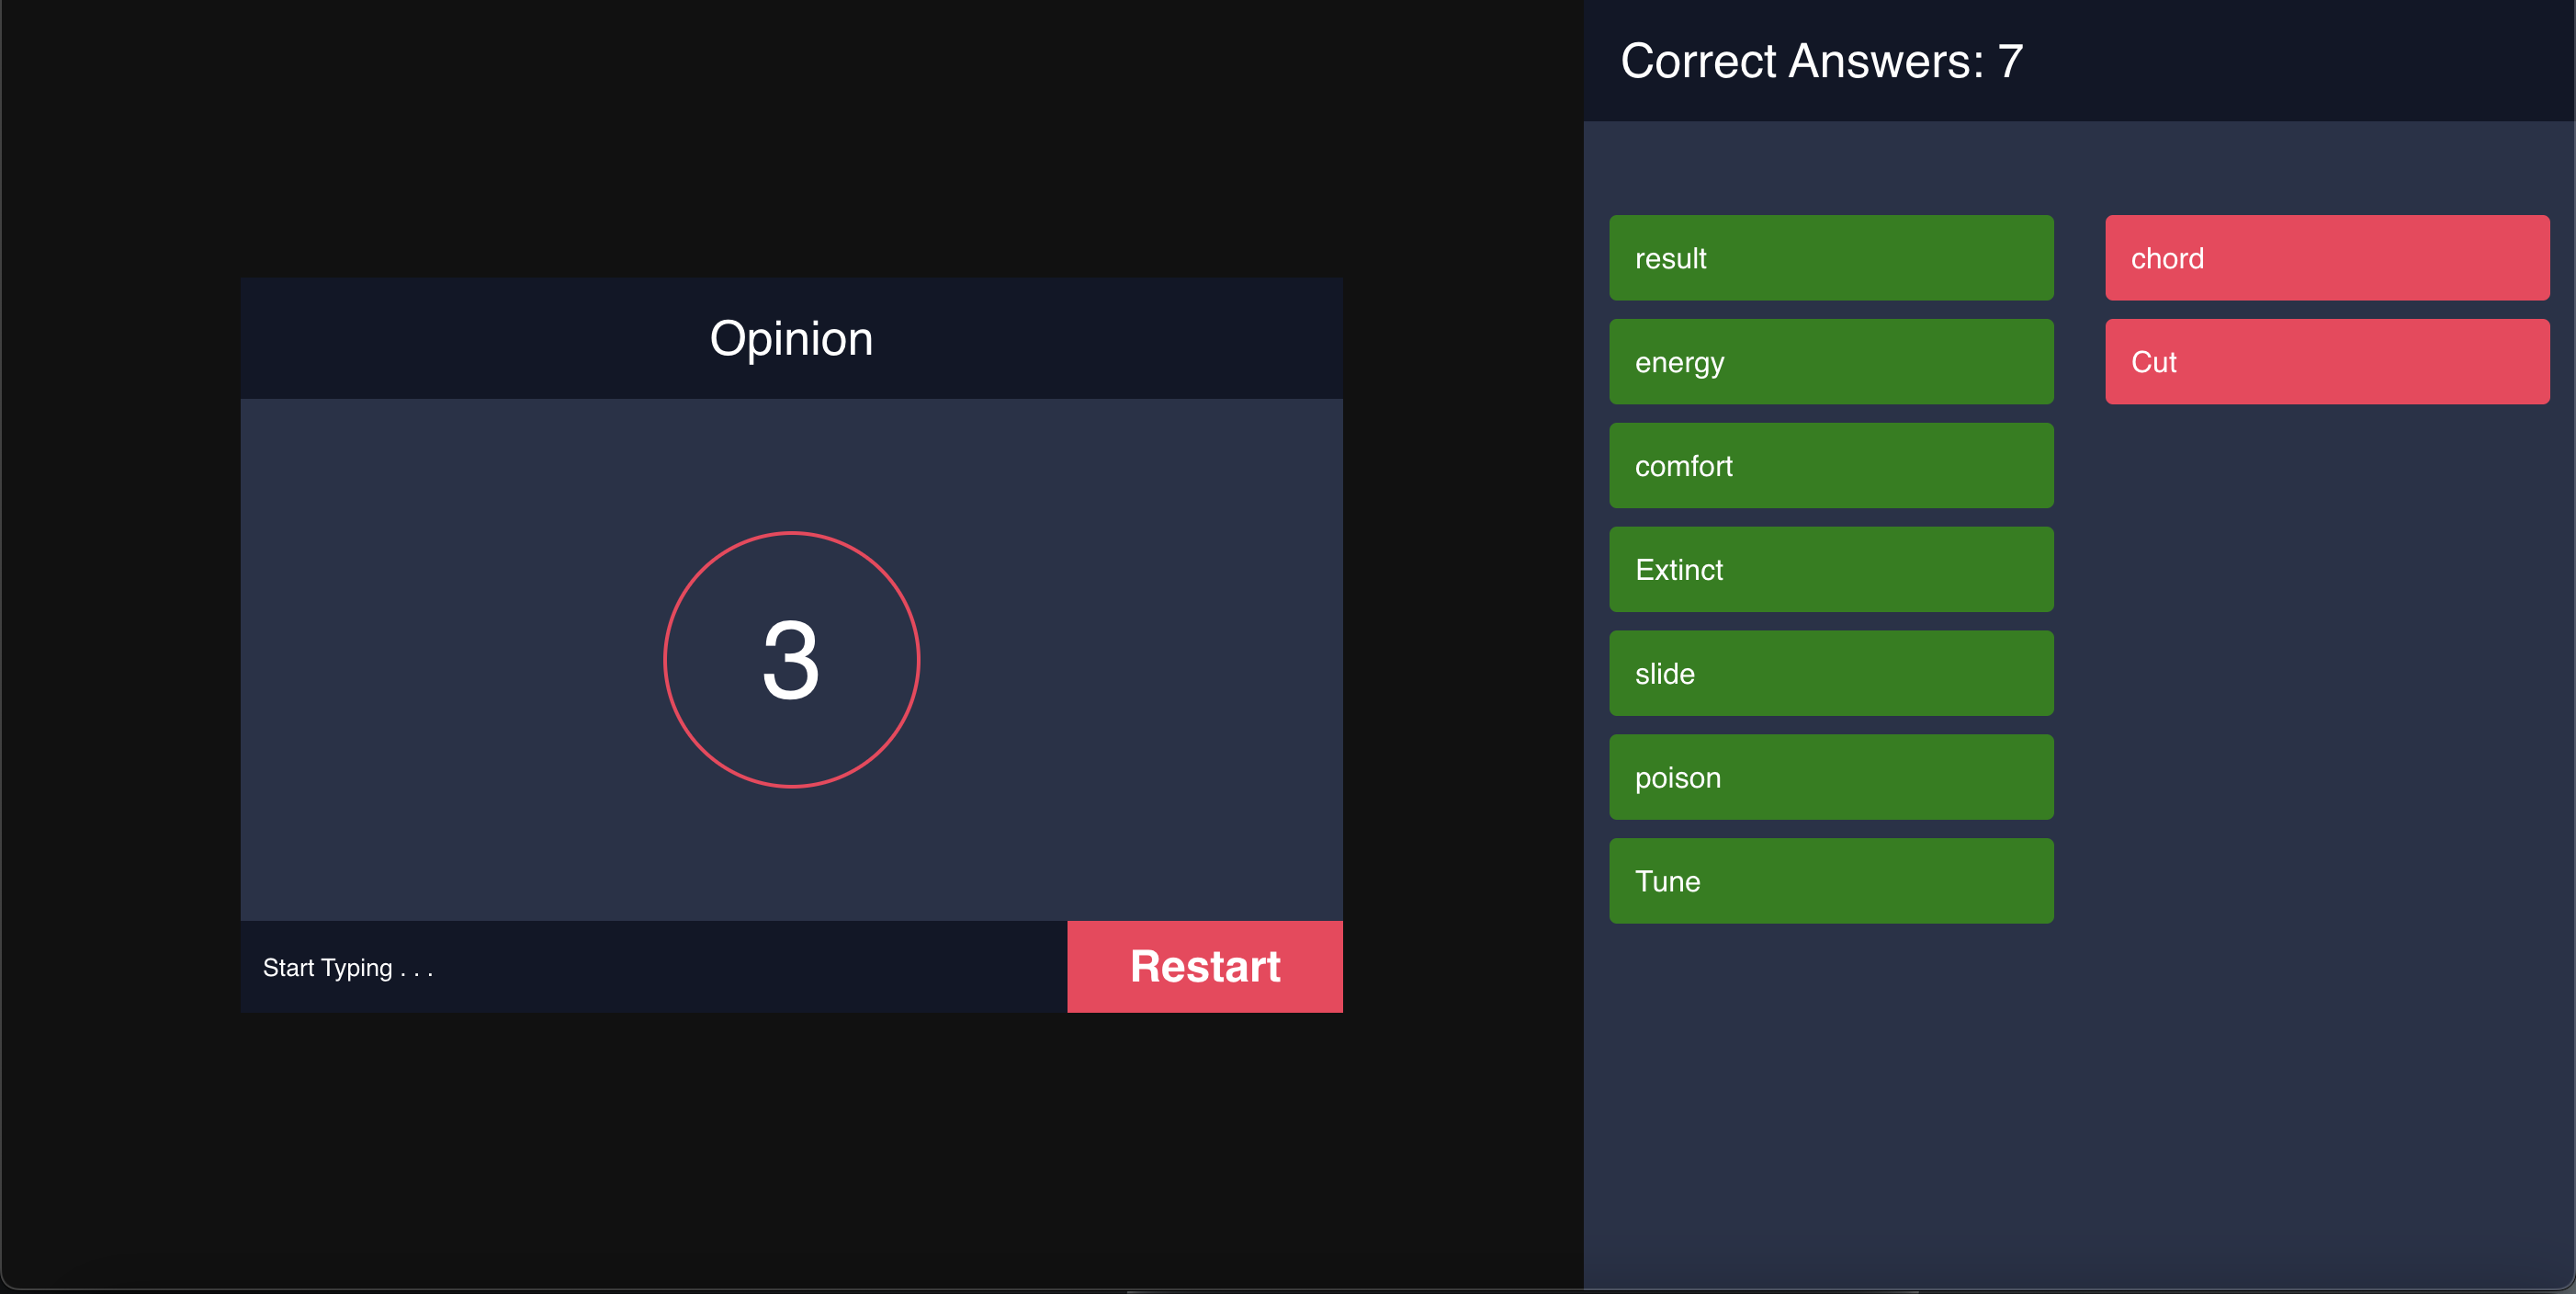 Opinion
3
Start Typing . . .
Restart
Correct Answers: 7
result
energy
comfort
Extinct
slide
poison
Tune
chord
Cut